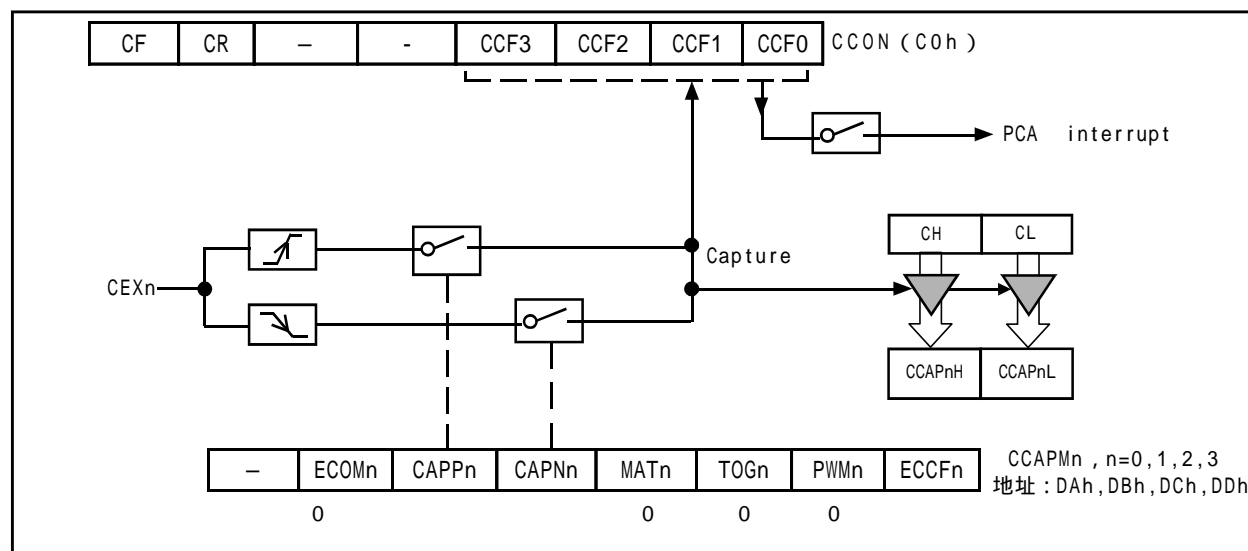 CF CR – - CCF3 CCF2 CCF1 CCF0 CCON（C0h）
PCA interrupt
CH CL
Capture
CEXn
CCAPnH CCAPnL
– ECOMn CAPPn CAPNn MATn TOGn PWMn ECCFn CCAPMn，n=0,1,2,3
地址：DAh,DBh,DCh,DDh
0 0 0 0